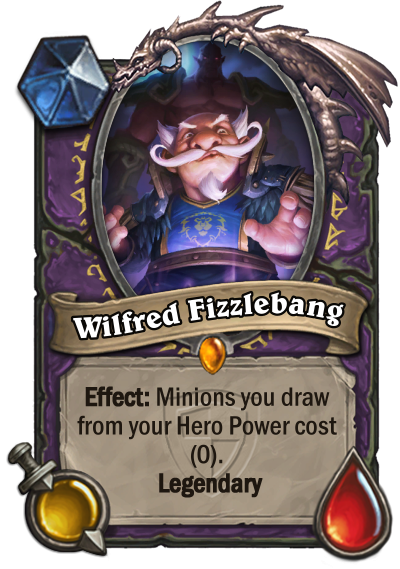 Wilfred Fizzlebang
Effect: Minions you draw
from your Hero Power cost
(0).
Legendary